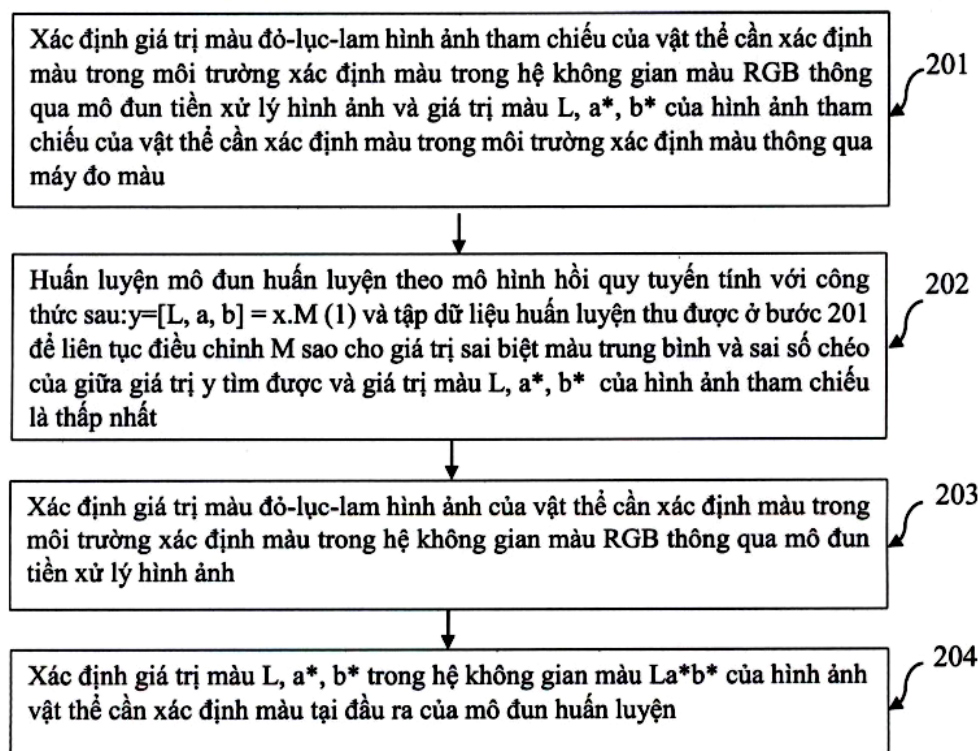 Xác định giá trị màu đỏ-lục-lam hình ảnh tham chiếu của vật thể cần xác định
màu trong môi trường xác định màu trong hệ không gian màu RGB thông
qua mô đun tiền xử lý hình ảnh và giá trị màu L, a*, b* của hình ảnh tham
chiếu của vật thể cần xác định màu trong môi trường xác định màu thông qua
máy đo màu
201
Huấn luyện mô đun huấn luyện theo mô hình hồi quy tuyến tính với công
thức sau:y=[L, a, b] = x.M (1) và tập dữ liệu huấn luyện thu được ở bước 201
để liên tục điều chỉnh M sao cho giá trị sai biệt màu trung bình và sai số chéo
của giữa giá trị y tìm được và giá trị màu L, a*, b* của hình ảnh tham chiếu
là thấp nhất
202
Xác định giá trị màu đỏ-lục-lam hình ảnh của vật thể cần xác định màu trong
môi trường xác định màu trong hệ không gian màu RGB thông qua mô đun
tiền xử lý hình ảnh
203
Xác định giá trị màu L, a*, b* trong hệ không gian màu La*b* của hình ảnh
vật thể cần xác định màu tại đầu ra của mô đun huấn luyện
204